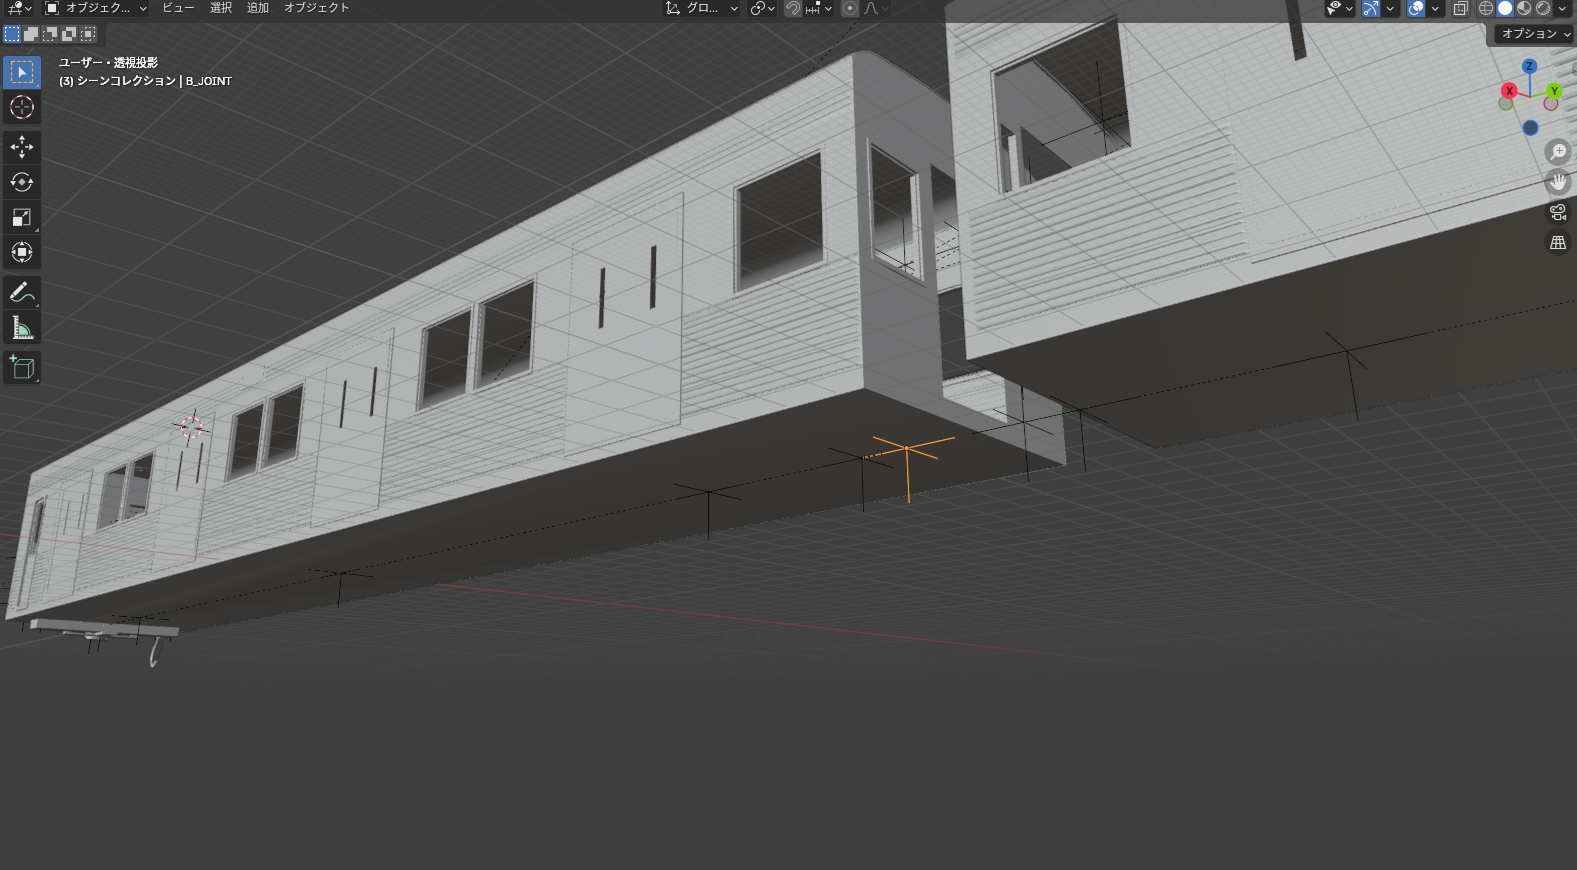 オブジェク... ビュー 選択 追加 オブジェクト グロ...
オプション
ユーザー・透視投影
(3) シーンコレクション | B_JOINT
Z
X
Y